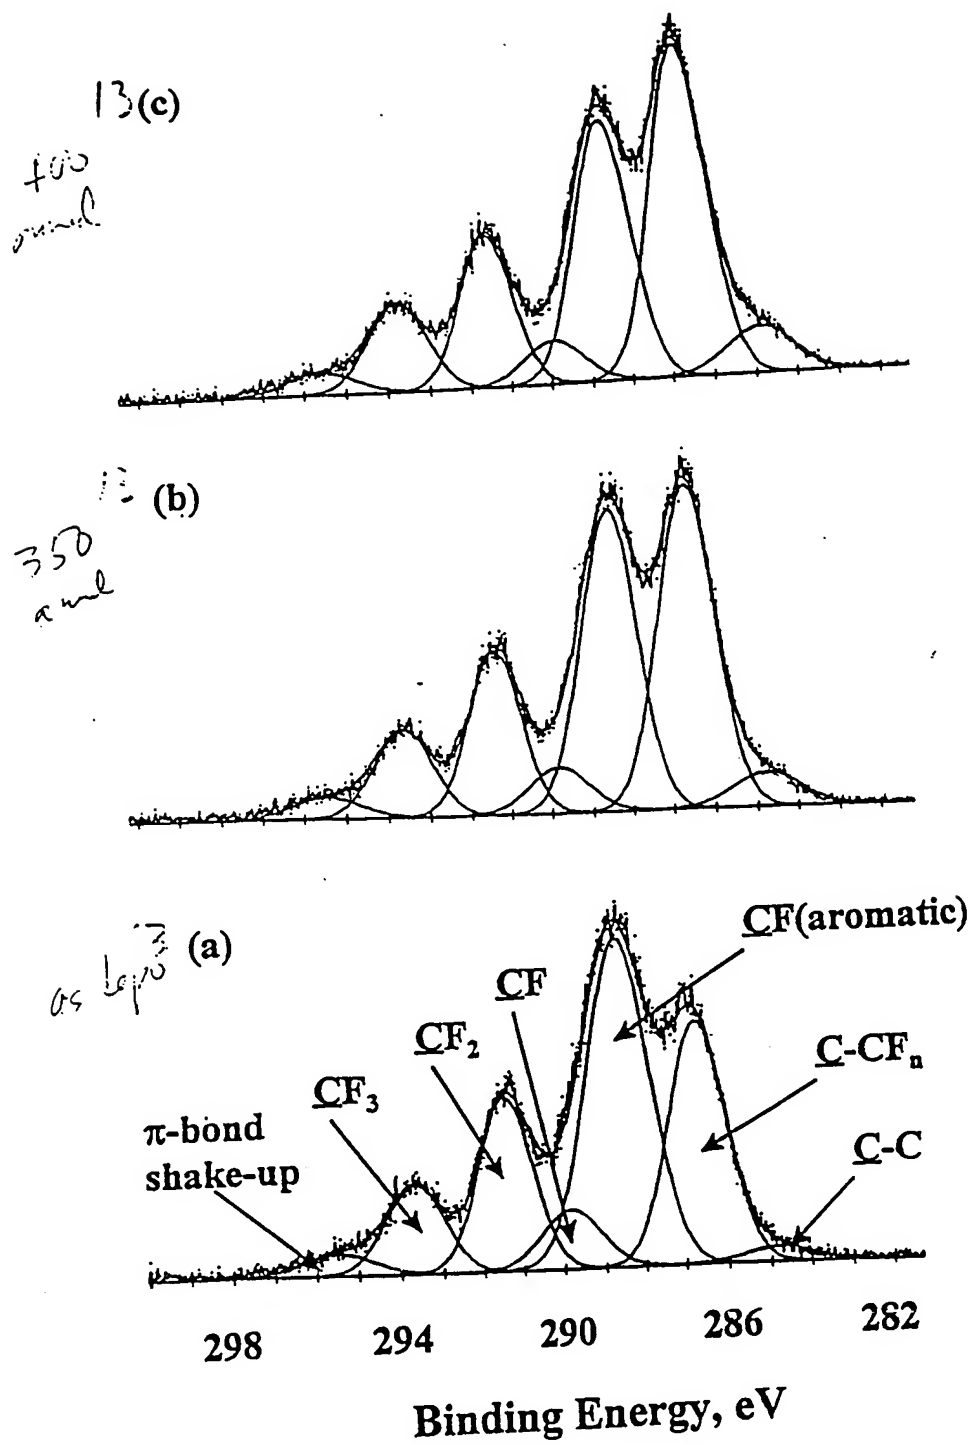 13(c)
400
(b)
350
(a)
as
CF(aromatic)
CF
CF₂
C-CFₙ
CF₃
C-C
π-bond
shake-up
298 294 290 286 282
Binding Energy, eV